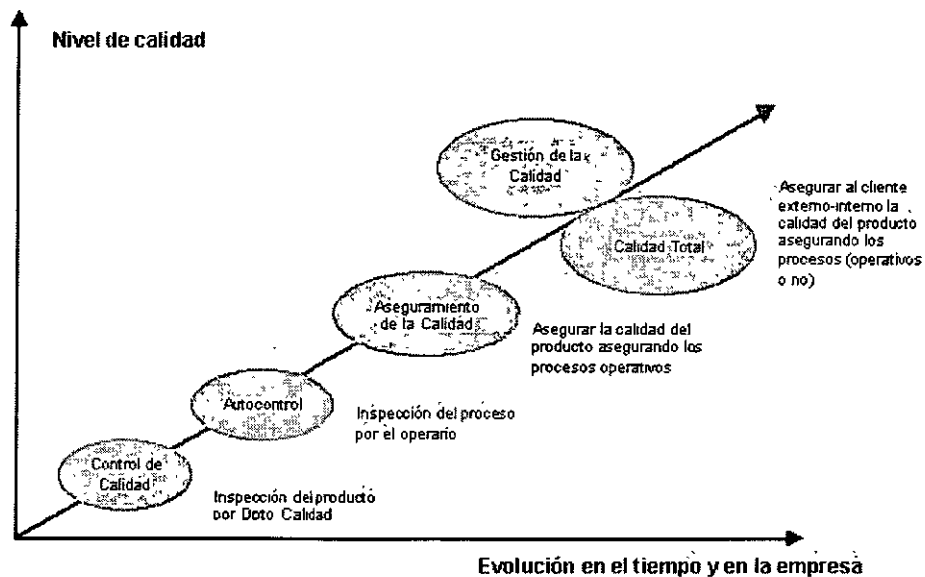 Nivel de calidad
Gestión de la
Calidad
Asegurar al cliente
externo-interno la
calidad del producto
asegurando los
procesos (operativos
o no)
Calidad Total
Aseguramiento
de la Calidad
Asegurar la calidad del
producto asegurando los
procesos operativos
Autocontrol
Inspección del proceso
por el operario
Control de
Calidad
Inspección del producto
por Dpto Calidad
Evolución en el tiempo y en la empresa